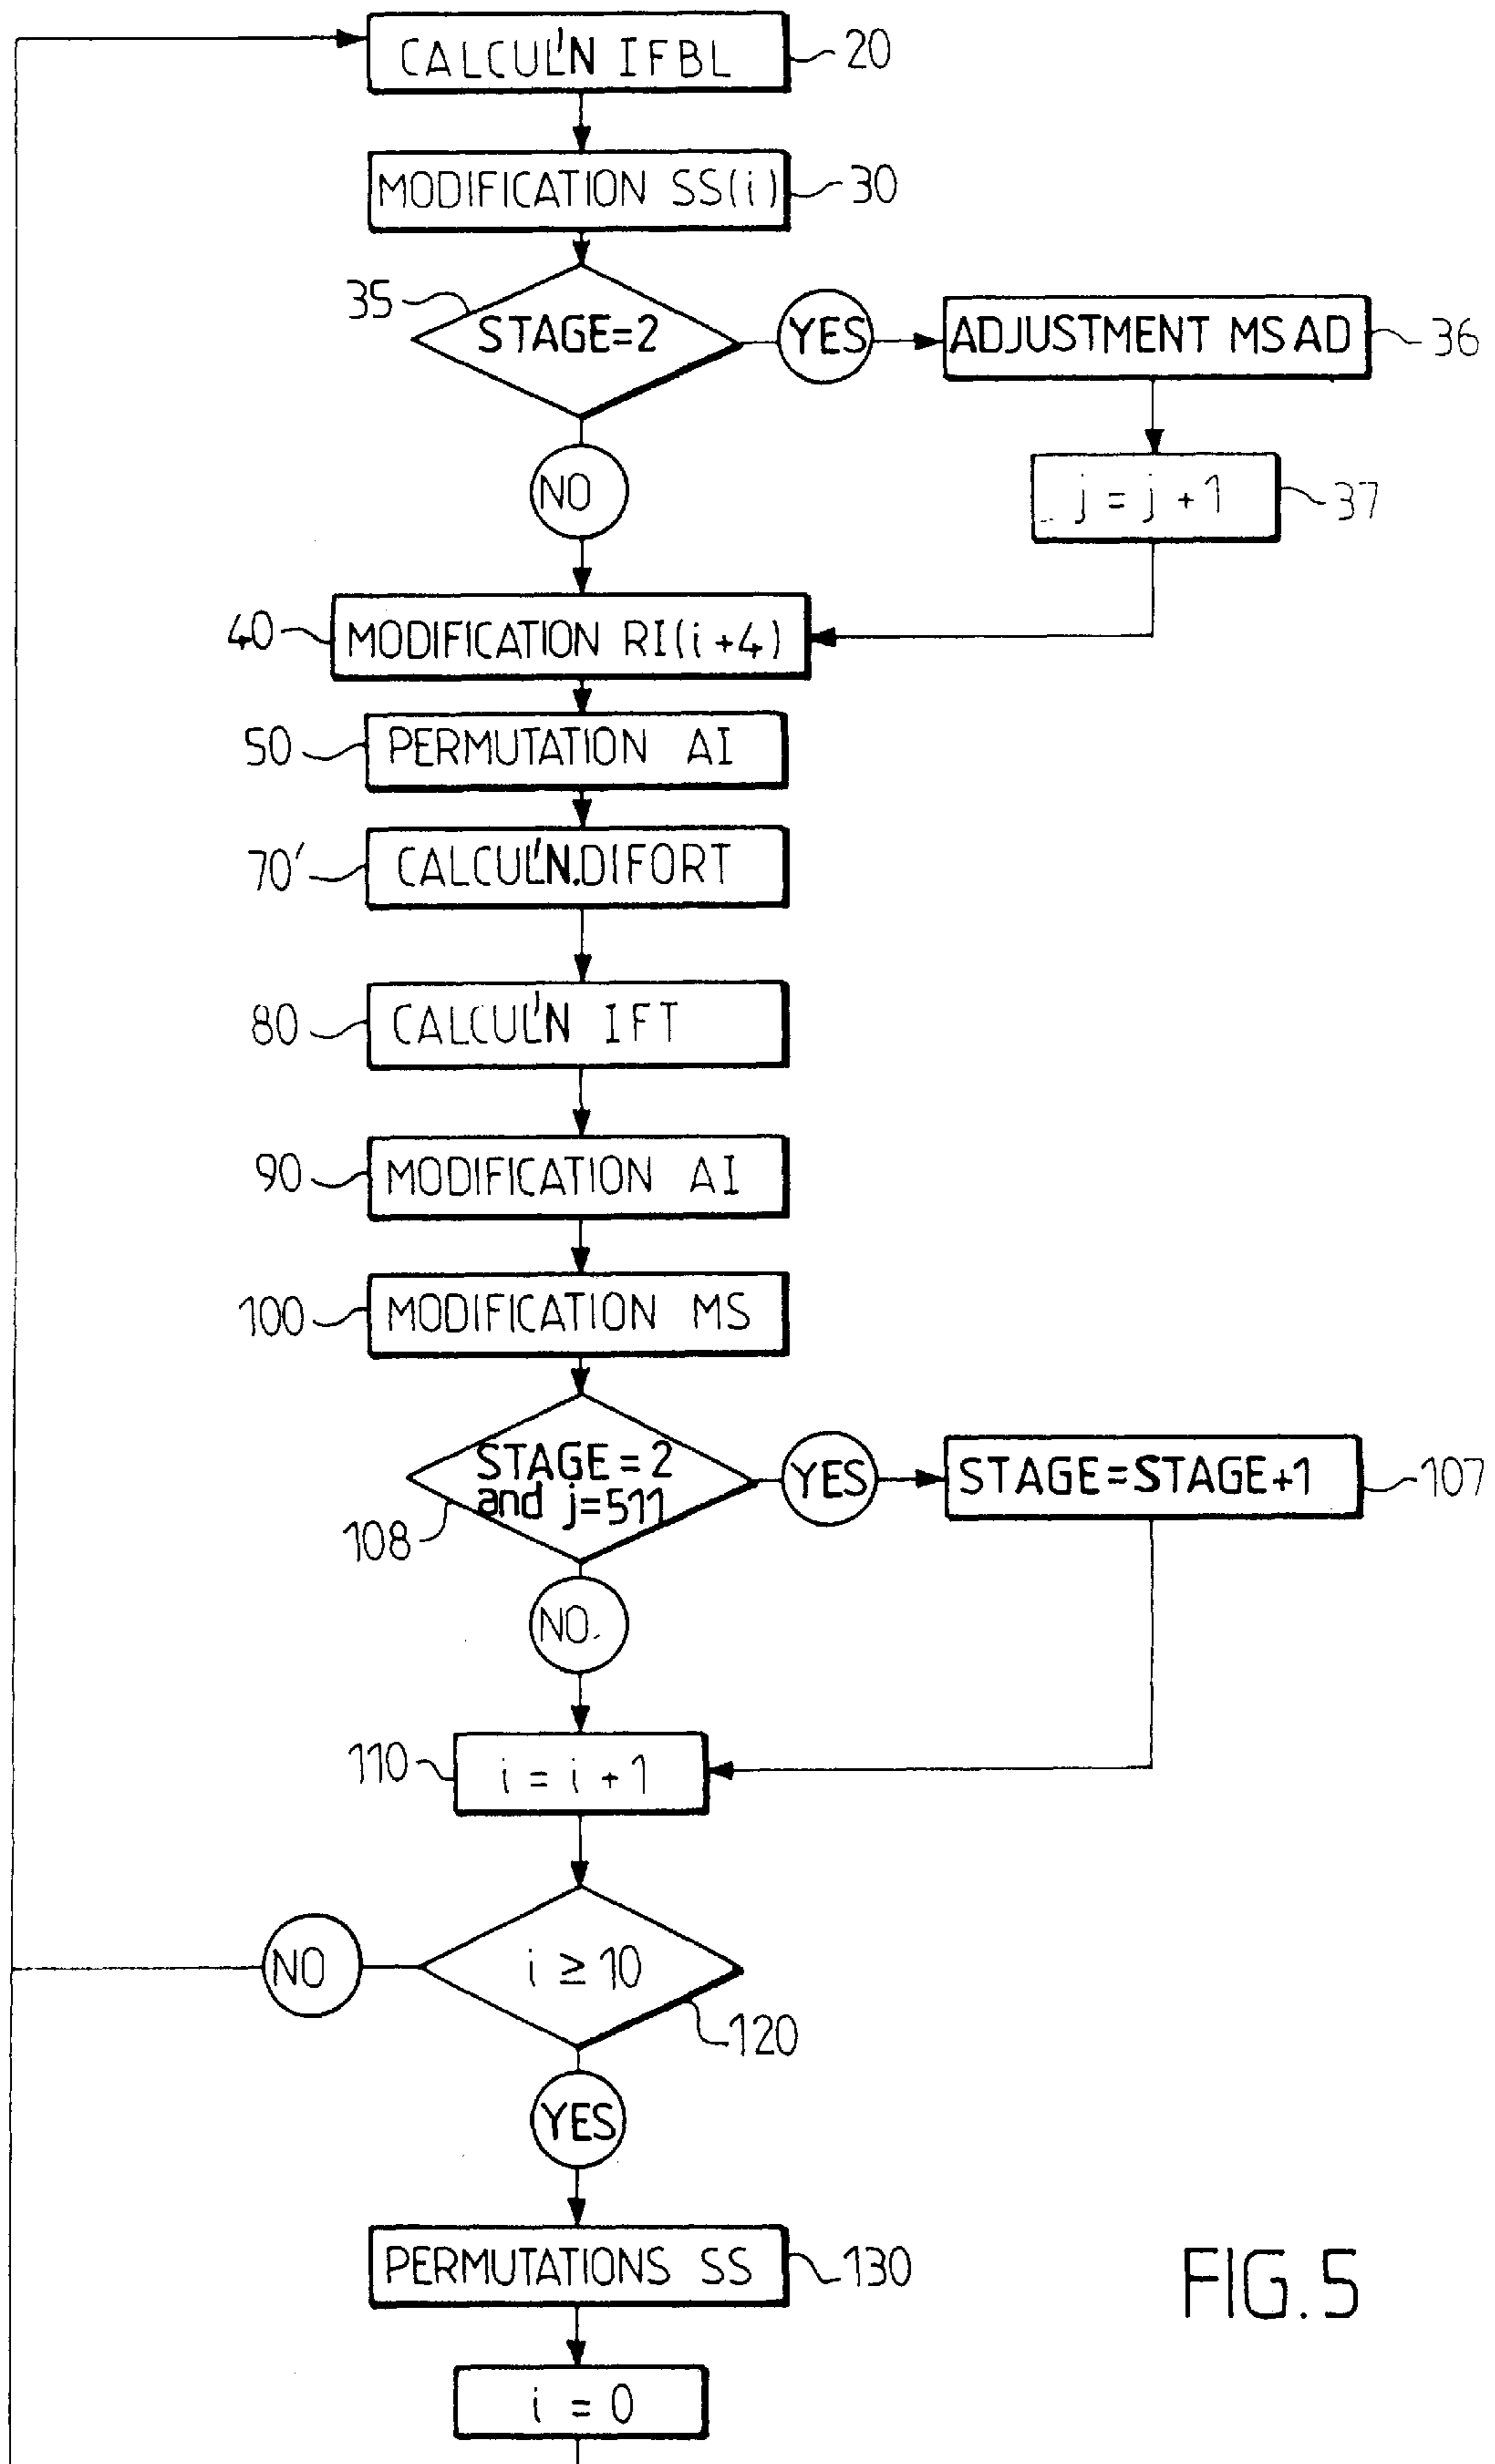 CALCUL'N IFBL
20
MODIFICATION SS(i)
30
35
STAGE=2
YES
ADJUSTMENT MSAD
36
NO
j = j + 1
37
40
MODIFICATION RI(i+4)
50
PERMUTATION AI
70'
CALCUL'N.DIFORT
80
CALCUL'N IFT
90
MODIFICATION AI
100
MODIFICATION MS
STAGE = 2
and j=511
108
YES
STAGE=STAGE+1
107
NO.
110
i = i + 1
NO
i ≥ 10
120
YES
PERMUTATIONS SS
130
FIG.5
i = 0